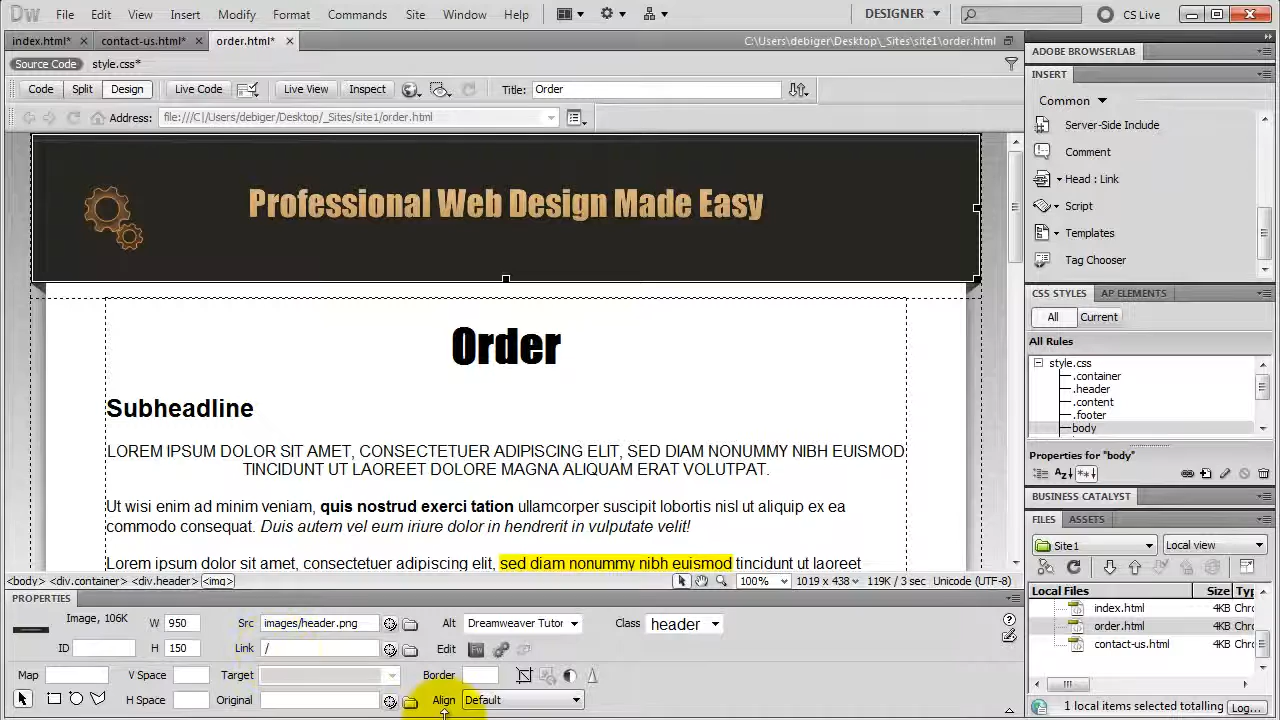 Dw File Edit View Insert Modify Format Commands Site Window Help DESIGNER CS Live
index.html* contact-us.html* order.html* C:\Users\debiger\Desktop\_Sites\site1\order.html
Source Code style.css*
Code Split Design Live Code Live View Inspect Title: Order
Address: file:///C|/Users/debiger/Desktop/_Sites/site1/order.html
Professional Web Design Made Easy
Order
Subheadline
LOREM IPSUM DOLOR SIT AMET, CONSECTETUER ADIPISCING ELIT, SED DIAM NONUMMY NIBH EUISMOD
TINCIDUNT UT LAOREET DOLORE MAGNA ALIQUAM ERAT VOLUTPAT.
Ut wisi enim ad minim veniam, quis nostrud exerci tation ullamcorper suscipit lobortis nisl ut aliquip ex ea
commodo consequat. Duis autem vel eum iriure dolor in hendrerit in vulputate velit!
Lorem ipsum dolor sit amet, consectetuer adipiscing elit, sed diam nonummy nibh euismod tincidunt ut laoreet
<body> <div.container> <div.header> <img> 100% 1019 x 438 119K / 3 sec Unicode (UTF-8)
PROPERTIES
Image, 106K W 950 Src images/header.png Alt Dreamweaver Tutor Class header
ID H 150 Link / Edit Fw
Map V Space Target Border
H Space Original Align Default
ADOBE BROWSERLAB
INSERT
Common
Server-Side Include
Comment
Head : Link
Script
Templates
Tag Chooser
CSS STYLES AP ELEMENTS
All Current
All Rules
style.css
.container
.header
.content
.footer
body
Properties for "body"
BUSINESS CATALYST
FILES ASSETS
Site1 Local view
Local Files Size Typ
index.html 4KB Chro
order.html 4KB Chro
contact-us.html 4KB Chro
1 local items selected totalling Log...